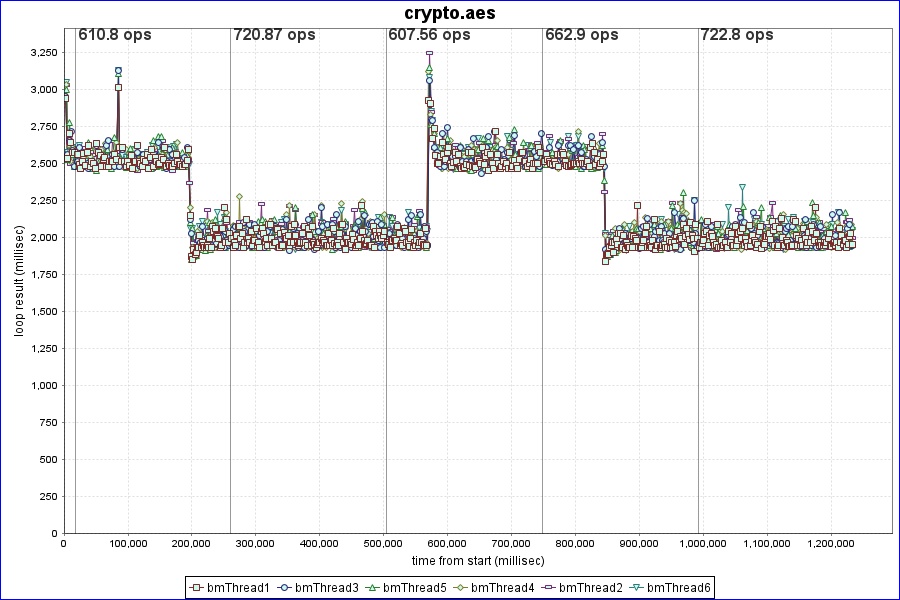 crypto.aes
610.8 ops 720.87 ops 607.56 ops 662.9 ops 722.8 ops
3,250
3,000
2,750
2,500
2,250
2,000
1,750
1,500
1,250
1,000
750
500
250
0
loop result (millisec)
0 100,000 200,000 300,000 400,000 500,000 600,000 700,000 800,000 900,000 1,000,000 1,100,000 1,200,000
time from start (millisec)
bmThread1 bmThread3 bmThread5 bmThread4 bmThread2 bmThread6